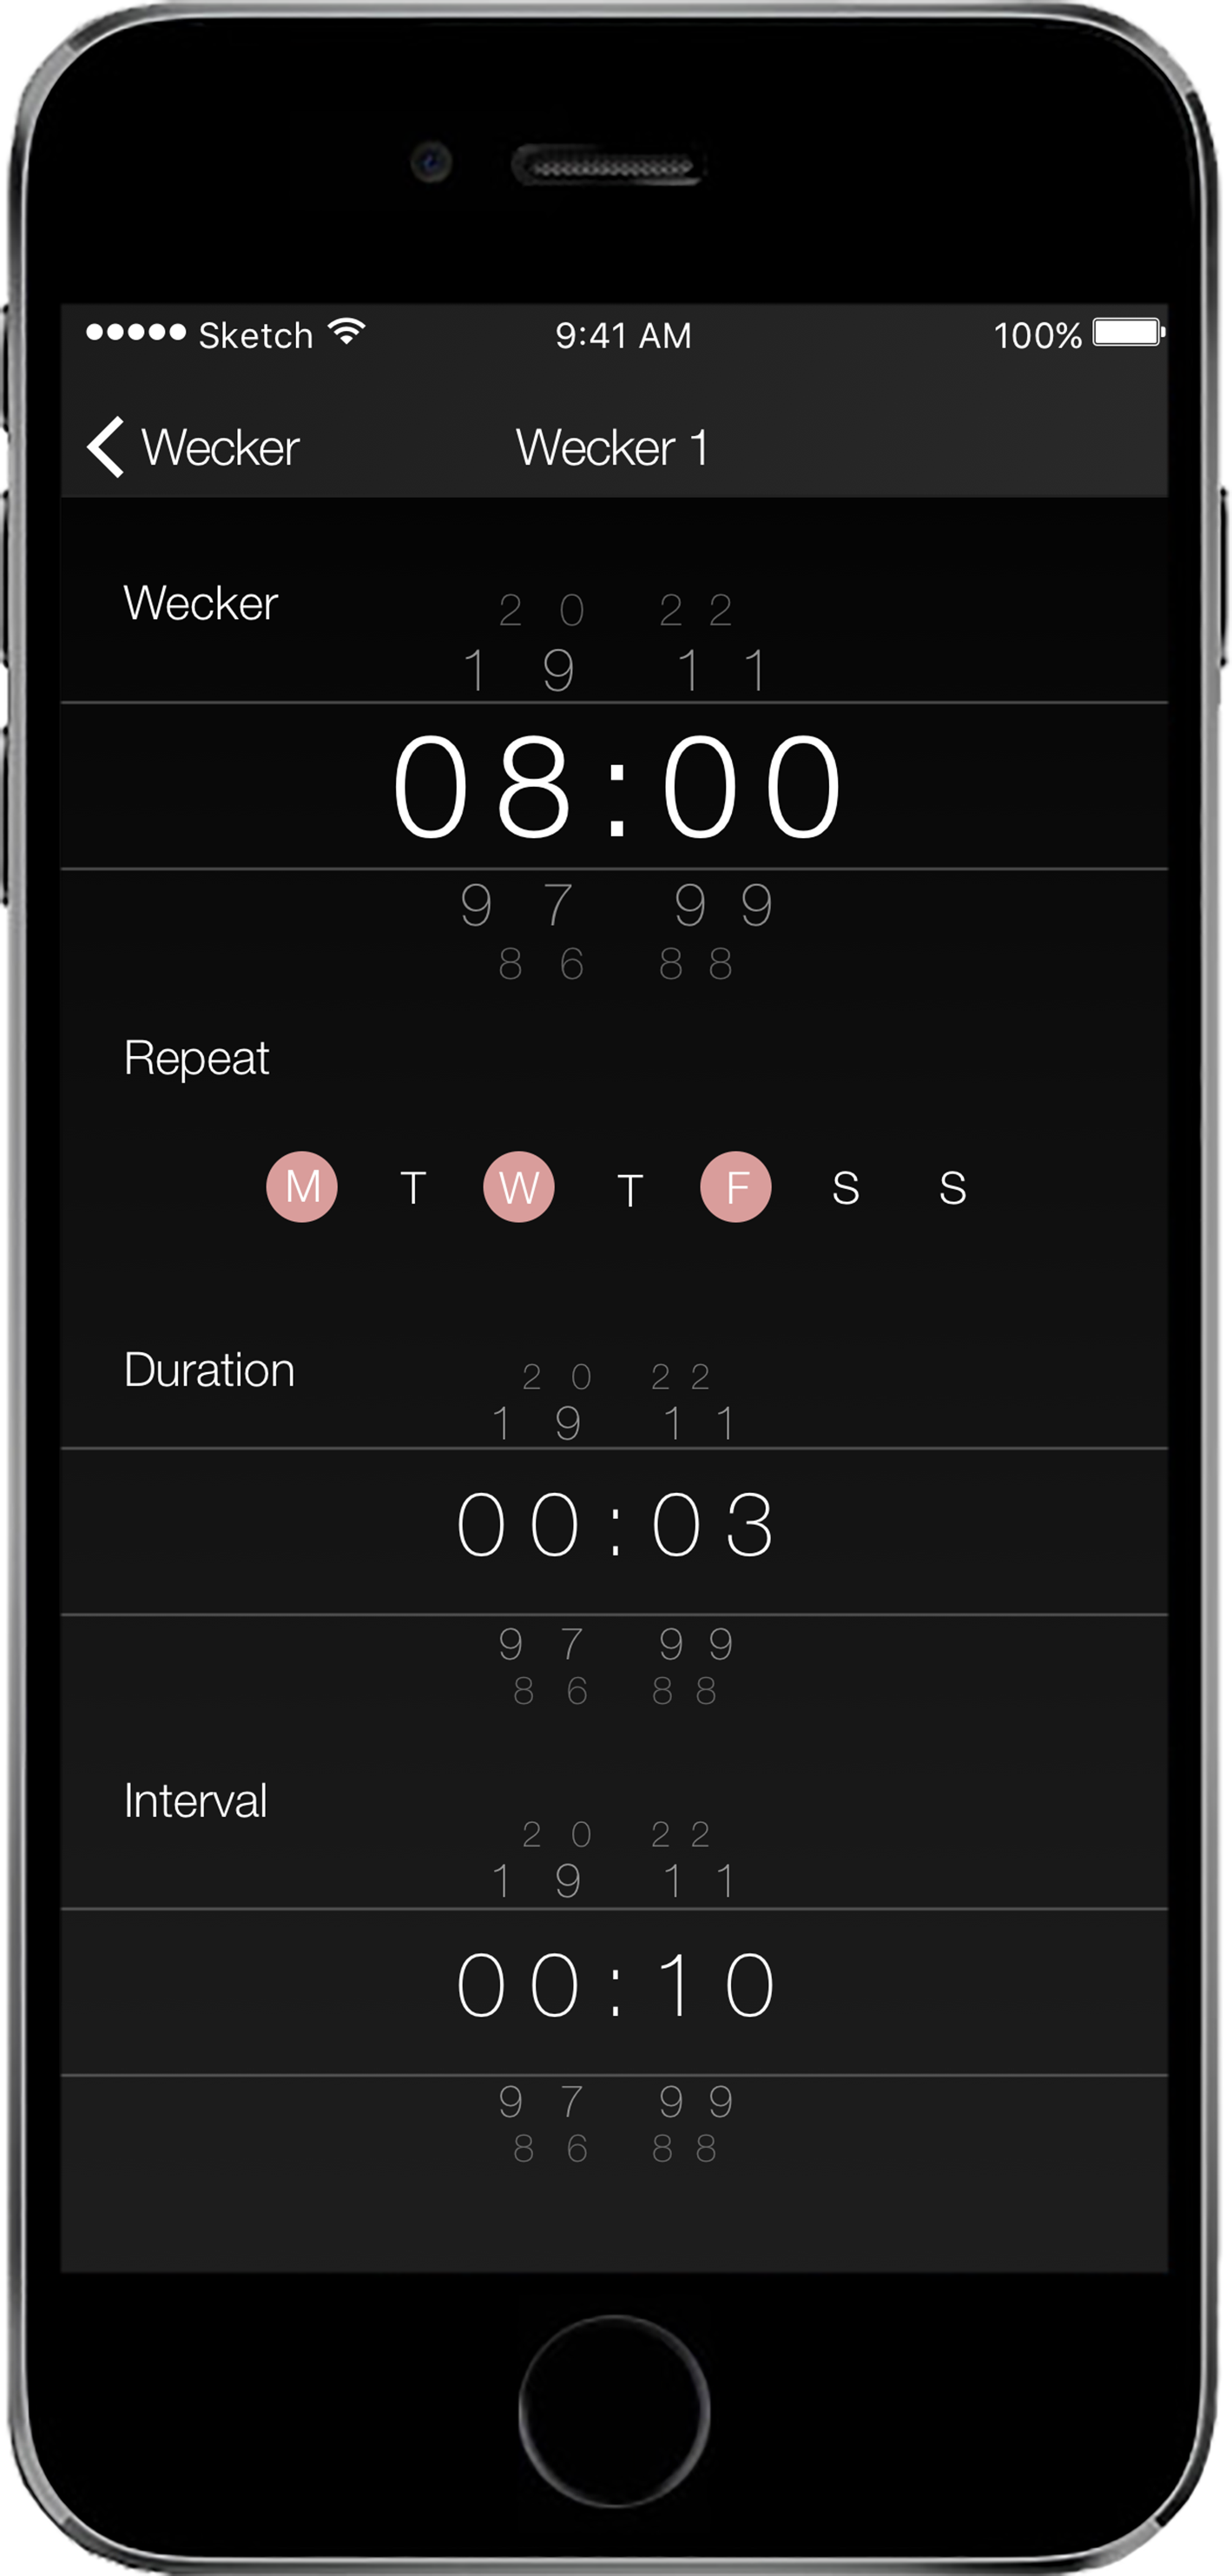 Sketch 9:41 AM 100%
Wecker Wecker 1
Wecker 2 0 2 2
1 9 1 1
08:00
9 7 9 9
8 6 8 8
Repeat
M T W T F S S
Duration 2 0 2 2
1 9 1 1
00:03
9 7 9 9
8 6 8 8
Interval
2 0 2 2
1 9 1 1
00:10
9 7 9 9
8 6 8 8